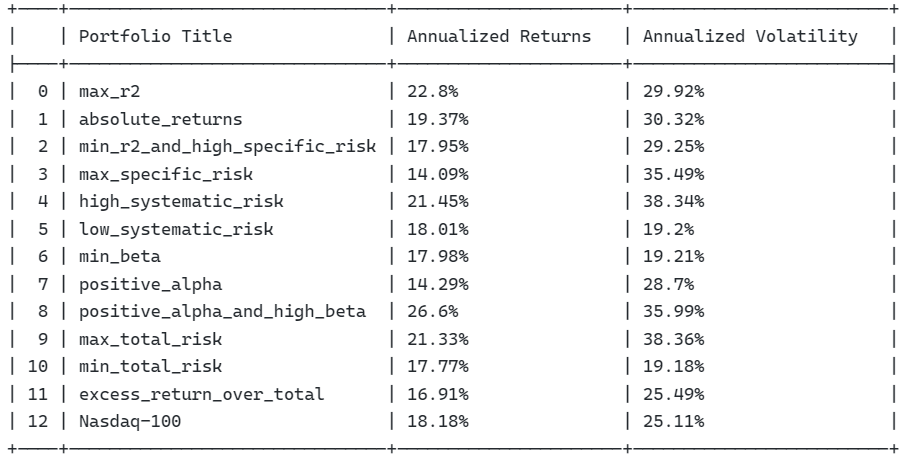 Portfolio Title | Annualized Returns | Annualized Volatility
0 | max_r2 | 22.8% | 29.92%
1 | absolute_returns | 19.37% | 30.32%
2 | min_r2_and_high_specific_risk | 17.95% | 29.25%
3 | max_specific_risk | 14.09% | 35.49%
4 | high_systematic_risk | 21.45% | 38.34%
5 | low_systematic_risk | 18.01% | 19.2%
6 | min_beta | 17.98% | 19.21%
7 | positive_alpha | 14.29% | 28.7%
8 | positive_alpha_and_high_beta | 26.6% | 35.99%
9 | max_total_risk | 21.33% | 38.36%
10 | min_total_risk | 17.77% | 19.18%
11 | excess_return_over_total | 16.91% | 25.49%
12 | Nasdaq-100 | 18.18% | 25.11%